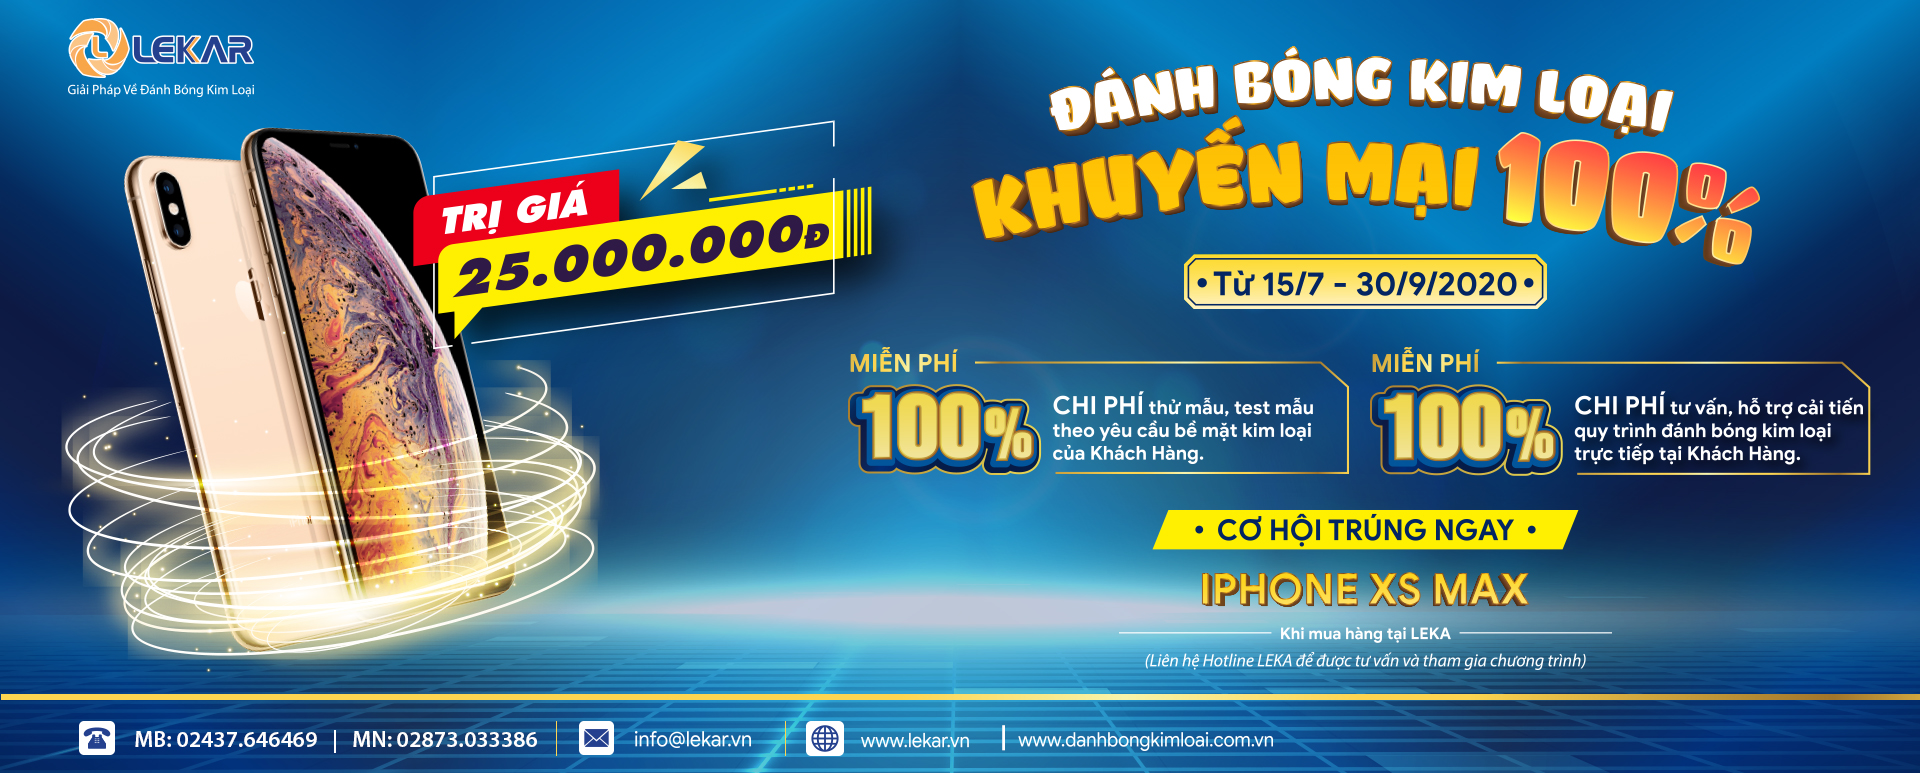 LEKAR
Giải Pháp Về Đánh Bóng Kim Loại
TRỊ GIÁ
25.000.000Đ
ĐÁNH BÓNG KIM LOẠI
KHUYẾN MẠI 100%
• Từ 15/7 - 30/9/2020 •
MIỄN PHÍ
100%
CHI PHÍ thử mẫu, test mẫu
theo yêu cầu bề mặt kim loại
của Khách Hàng.
MIỄN PHÍ
100%
CHI PHÍ tư vấn, hỗ trợ cải tiến
quy trình đánh bóng kim loại
trực tiếp tại Khách Hàng.
• CƠ HỘI TRÚNG NGAY •
IPHONE XS MAX
Khi mua hàng tại LEKA
(Liên hệ Hotline LEKA để được tư vấn và tham gia chương trình)
MB: 02437.646469 | MN: 02873.033386
info@lekar.vn
www.lekar.vn | www.danhbongkimloai.com.vn